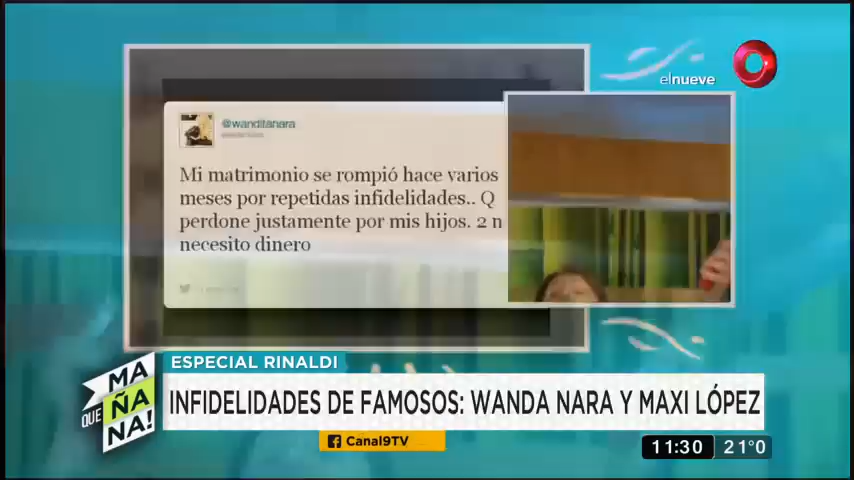 elnueve
@wanditanara
Mi matrimonio se rompió hace varios
meses por repetidas infidelidades.. Q
perdone justamente por mis hijos. 2 n
necesito dinero
ESPECIAL RINALDI
QUE
MA
ÑA
NA!
INFIDELIDADES DE FAMOSOS: WANDA NARA Y MAXI LÓPEZ
Canal9TV
11:30 21°0